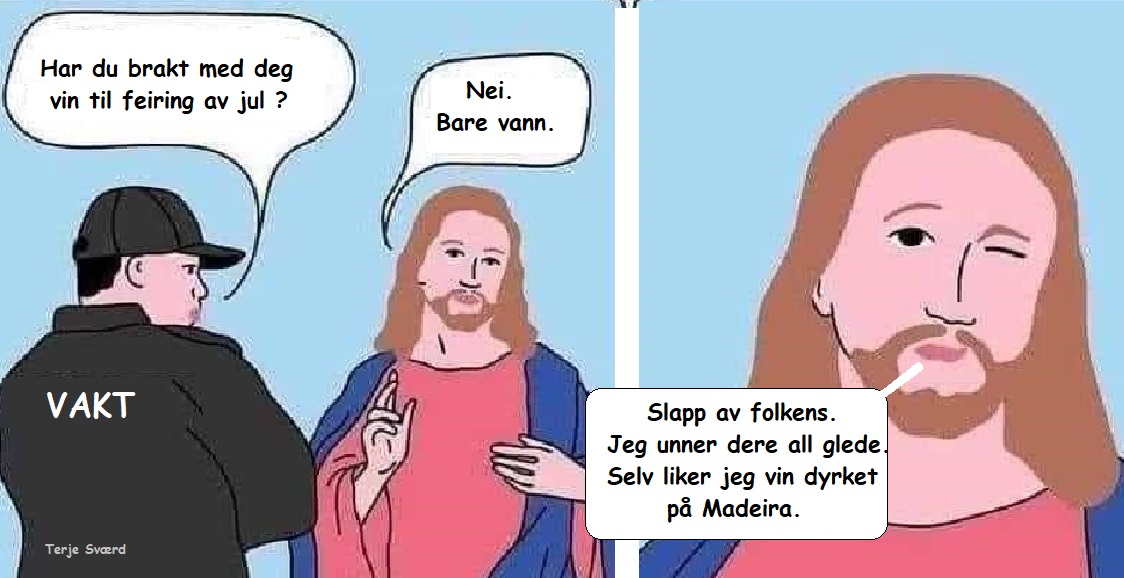 Har du brakt med deg
vin til feiring av jul ?
Nei.
Bare vann.
VAKT
Terje Sværd
Slapp av folkens.
Jeg unner dere all glede.
Selv liker jeg vin dyrket
på Madeira.